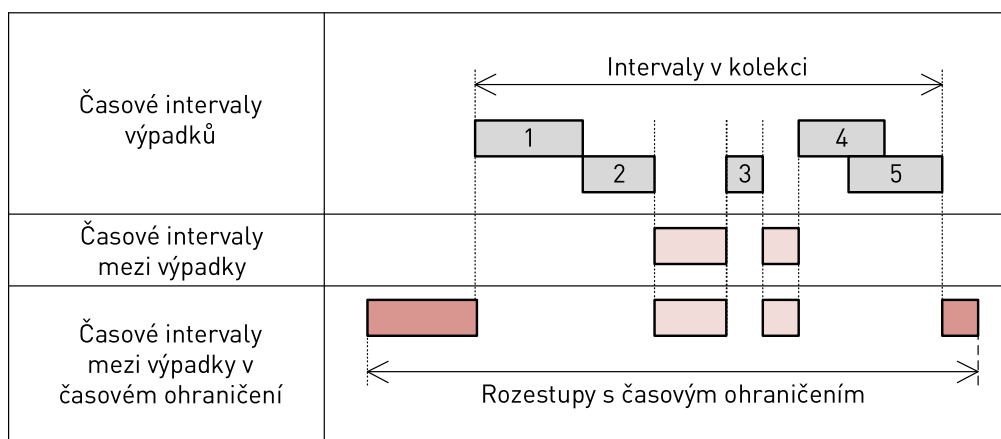 Časové intervaly
výpadků
Intervaly v kolekci
1
2
3
4
5
Časové intervaly
mezi výpadky
Časové intervaly
mezi výpadky v
časovém ohraničení
Rozestupy s časovým ohraničením